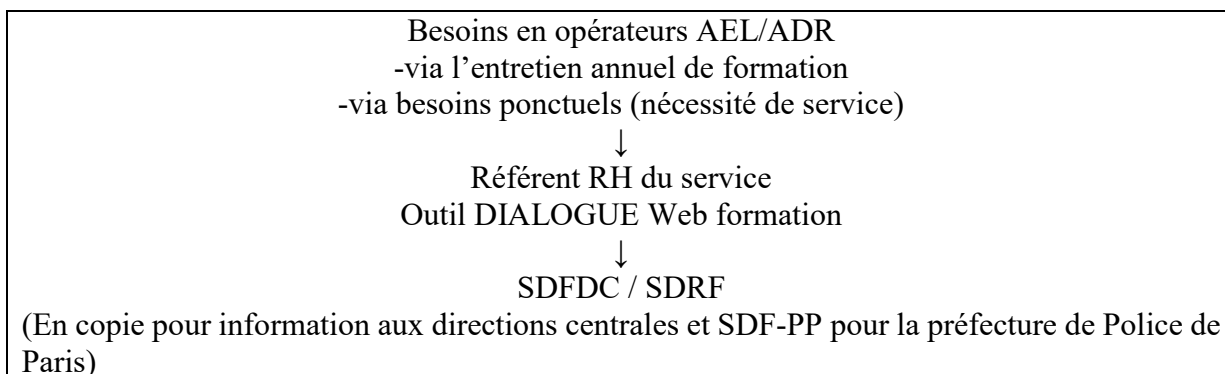 Besoins en opérateurs AEL/ADR
-via l’entretien annuel de formation
-via besoins ponctuels (nécessité de service)
↓
Référent RH du service
Outil DIALOGUE Web formation
↓
SDFDC / SDRF
(En copie pour information aux directions centrales et SDF-PP pour la préfecture de Police de
Paris)